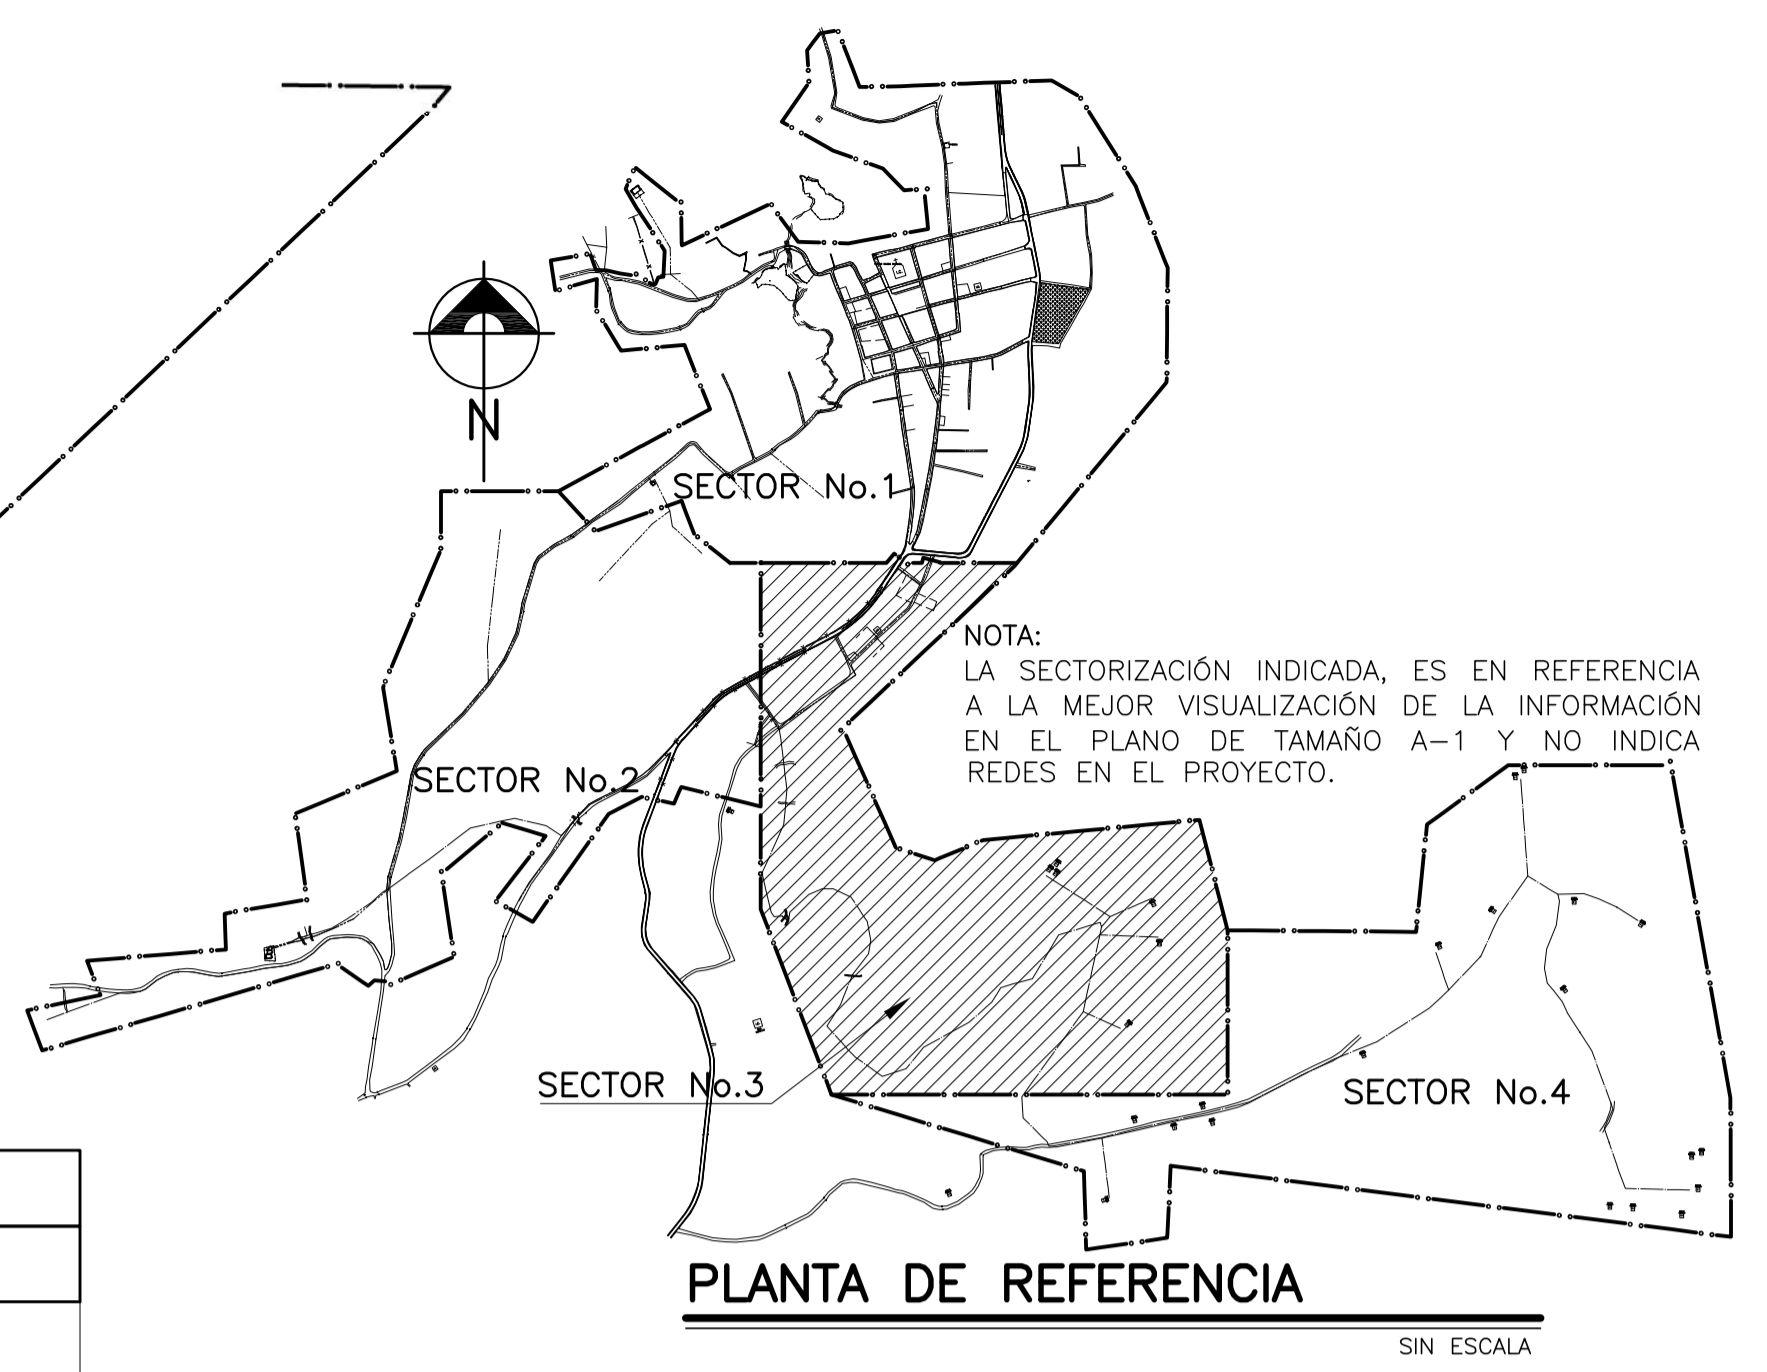 N
SECTOR No.1
NOTA:
LA SECTORIZACIÓN INDICADA, ES EN REFERENCIA
A LA MEJOR VISUALIZACIÓN DE LA INFORMACIÓN
EN EL PLANO DE TAMAÑO A-1 Y NO INDICA
REDES EN EL PROYECTO.
SECTOR No.2
SECTOR No.3
SECTOR No.4
PLANTA DE REFERENCIA
SIN ESCALA